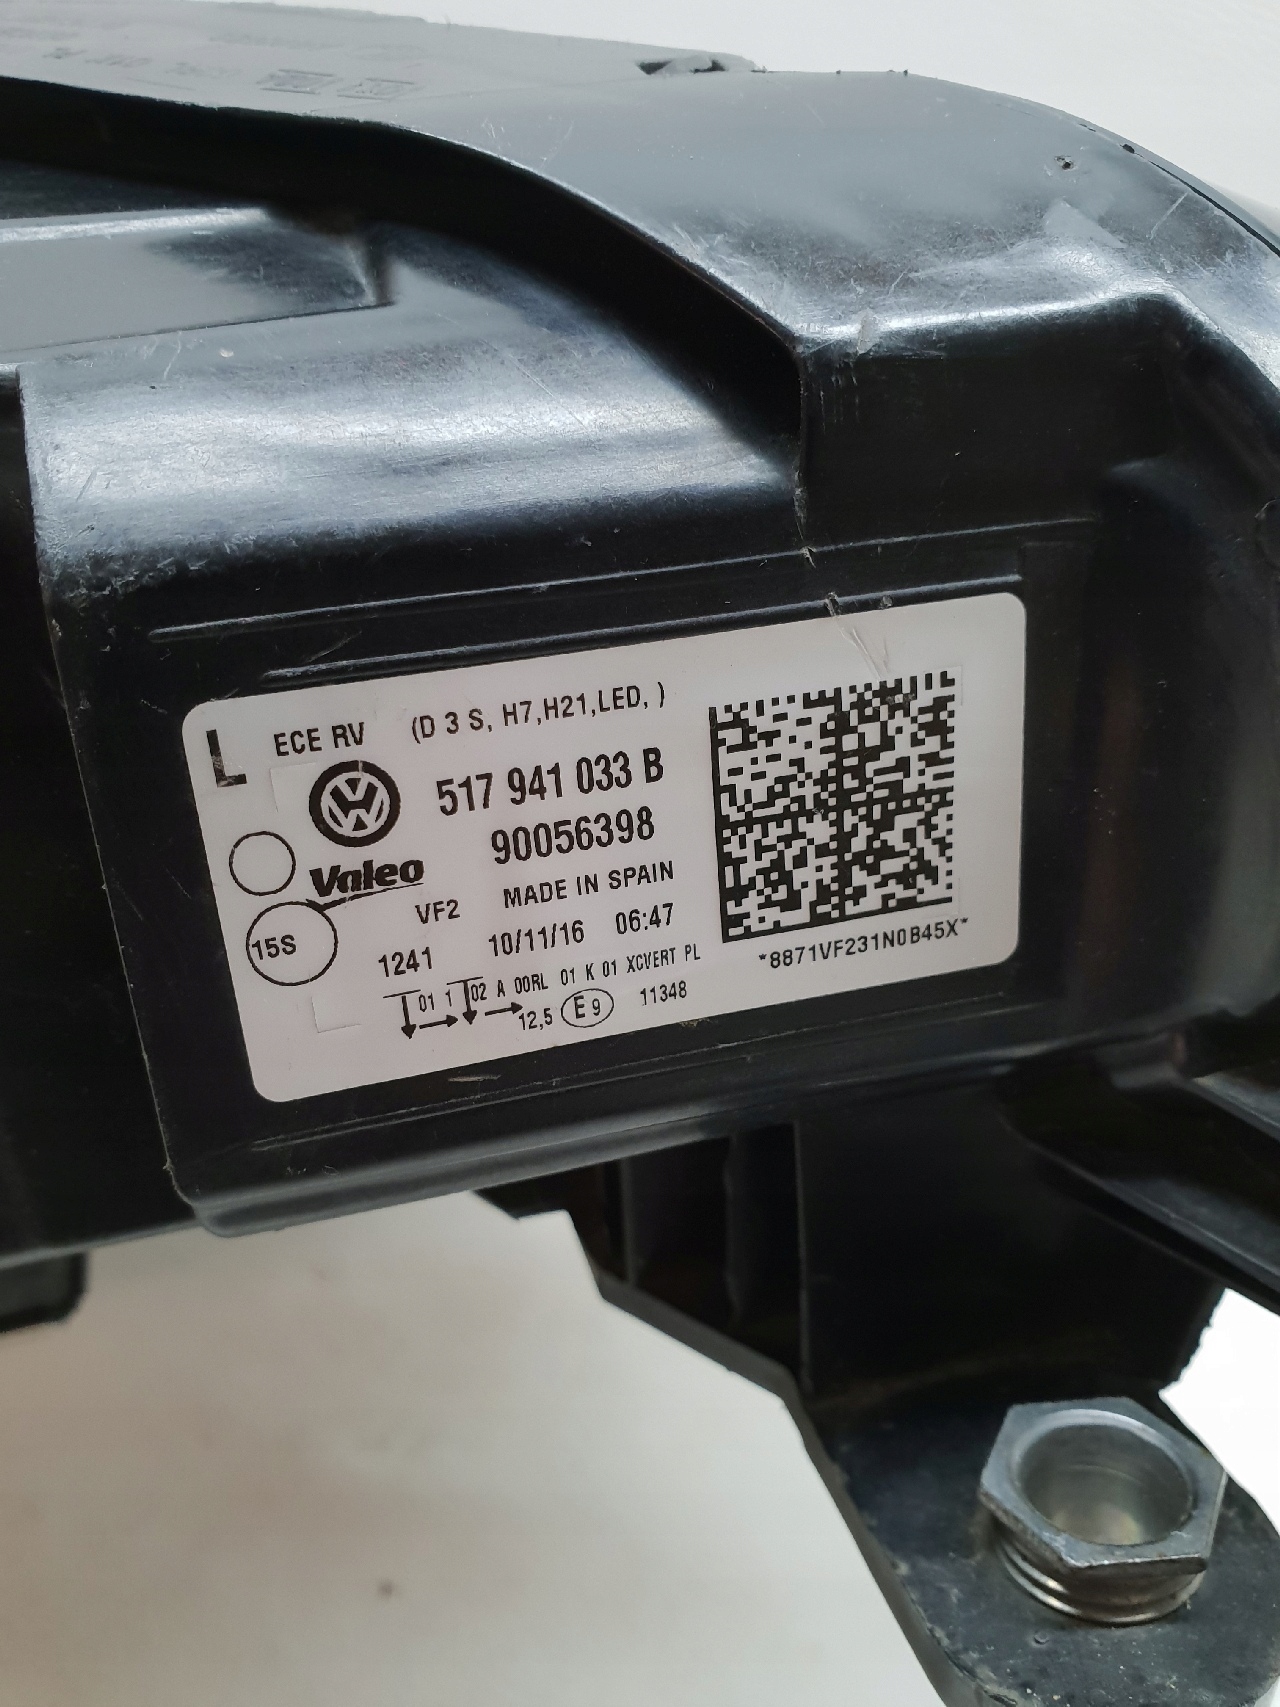 L ECE RV (D 3 S, H7,H21,LED, )
517 941 033 B
90056398
Valeo
MADE IN SPAIN
VF2
15S
1241 10/11/16 06:47
01 1 02 A 00RL 01 K 01 XCVERT PL
12,5 E9 11348
*8871VF231N0B45X*